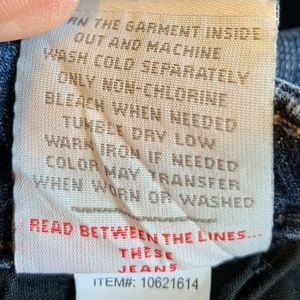 RN THE GARMENT INSIDE
OUT AND MACHINE
WASH COLD SEPARATELY
ONLY NON-CHLORINE
BLEACH WHEN NEEDED
TUMBLE DRY LOW
WARM IRON IF NEEDED
COLOR MAY TRANSFER
WHEN WORN OR WASHED
READ BETWEEN THE LINES...
THESE
JEANS
ITEM#: 10621614